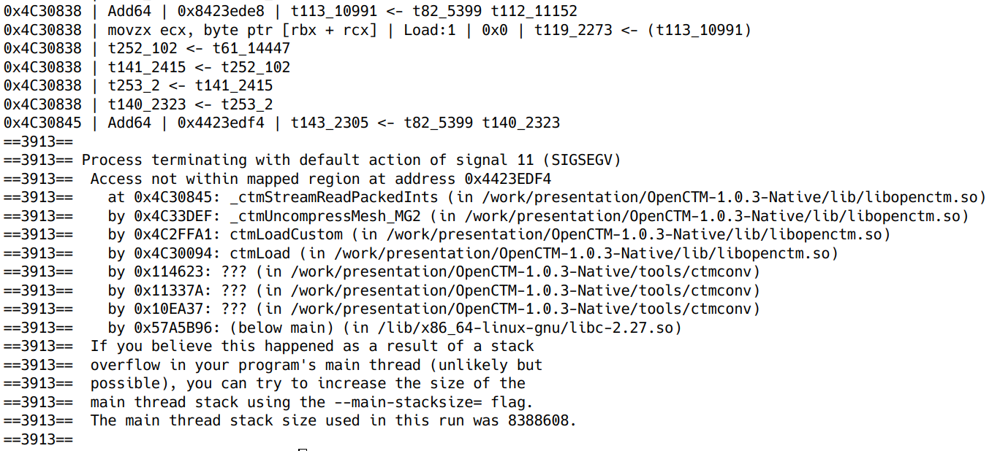 0x4C30838 | Add64 | 0x8423ede8 | t113_10991 <- t82_5399 t112_11152
0x4C30838 | movzx ecx, byte ptr [rbx + rcx] | Load:1 | 0x0 | t119_2273 <- (t113_10991)
0x4C30838 | t252_102 <- t61_14447
0x4C30838 | t141_2415 <- t252_102
0x4C30838 | t253_2 <- t141_2415
0x4C30838 | t140_2323 <- t253_2
0x4C30845 | Add64 | 0x4423edf4 | t143_2305 <- t82_5399 t140_2323
==3913==
==3913== Process terminating with default action of signal 11 (SIGSEGV)
==3913==  Access not within mapped region at address 0x4423EDF4
==3913==    at 0x4C30845: _ctmStreamReadPackedInts (in /work/presentation/OpenCTM-1.0.3-Native/lib/libopenctm.so)
==3913==    by 0x4C33DEF: _ctmUncompressMesh_MG2 (in /work/presentation/OpenCTM-1.0.3-Native/lib/libopenctm.so)
==3913==    by 0x4C2FFA1: ctmLoadCustom (in /work/presentation/OpenCTM-1.0.3-Native/lib/libopenctm.so)
==3913==    by 0x4C30094: ctmLoad (in /work/presentation/OpenCTM-1.0.3-Native/lib/libopenctm.so)
==3913==    by 0x114623: ??? (in /work/presentation/OpenCTM-1.0.3-Native/tools/ctmconv)
==3913==    by 0x11337A: ??? (in /work/presentation/OpenCTM-1.0.3-Native/tools/ctmconv)
==3913==    by 0x10EA37: ??? (in /work/presentation/OpenCTM-1.0.3-Native/tools/ctmconv)
==3913==    by 0x57A5B96: (below main) (in /lib/x86_64-linux-gnu/libc-2.27.so)
==3913==  If you believe this happened as a result of a stack
==3913==  overflow in your program's main thread (unlikely but
==3913==  possible), you can try to increase the size of the
==3913==  main thread stack using the --main-stacksize= flag.
==3913==  The main thread stack size used in this run was 8388608.
==3913==